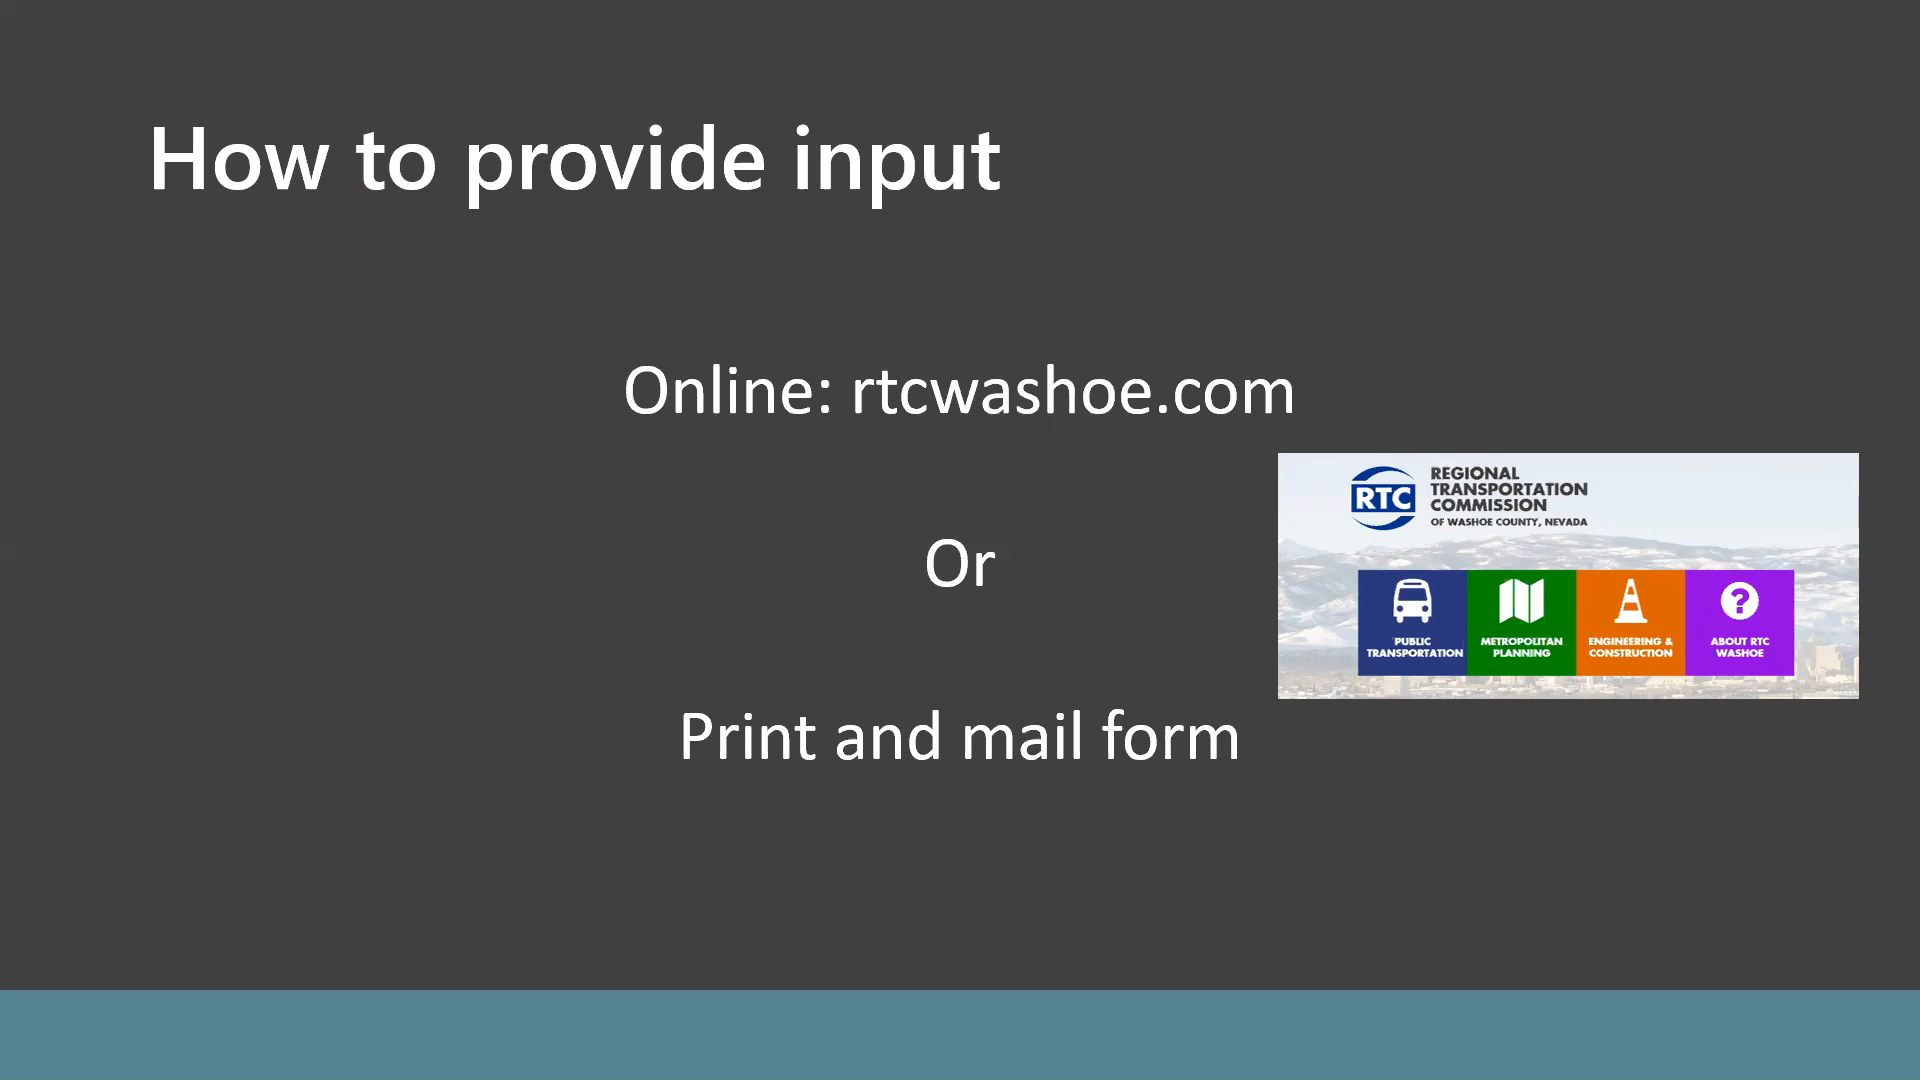 How to provide input
Online: rtcwashoe.com
Or
Print and mail form
RTC
REGIONAL
TRANSPORTATION
COMMISSION
OF WASHOE COUNTY, NEVADA
PUBLIC
TRANSPORTATION
METROPOLITAN
PLANNING
ENGINEERING &
CONSTRUCTION
?
ABOUT RTC
WASHOE